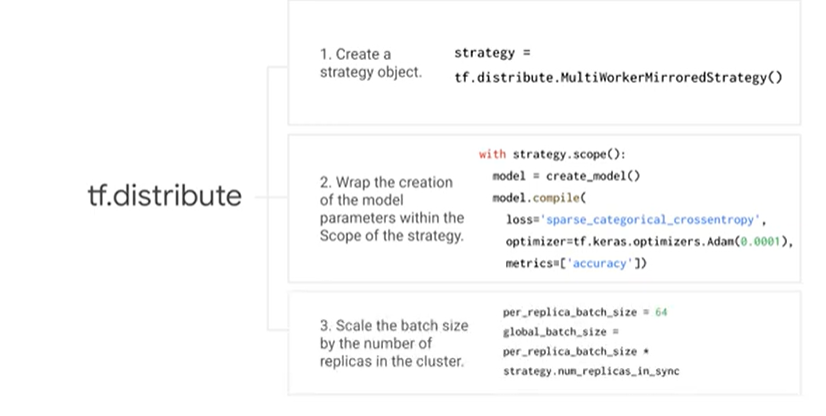 tf.distribute
1. Create a
strategy object.
strategy =
tf.distribute.MultiWorkerMirroredStrategy()
2. Wrap the creation
of the model
parameters within the
Scope of the strategy.
with strategy.scope():
model = create_model()
model.compile(
loss='sparse_categorical_crossentropy',
optimizer=tf.keras.optimizers.Adam(0.0001),
metrics=['accuracy'])
3. Scale the batch size
by the number of
replicas in the cluster.
per_replica_batch_size = 64
global_batch_size =
per_replica_batch_size *
strategy.num_replicas_in_sync